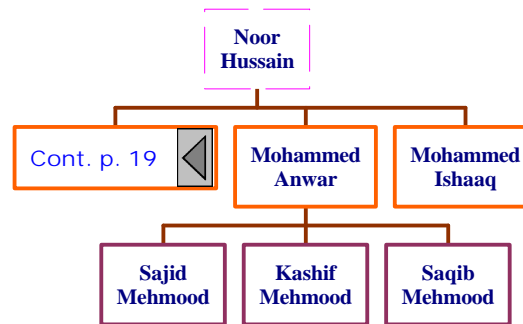 Noor
Hussain
Cont. p. 19
Mohammed
Anwar
Mohammed
Ishaaq
Sajid
Mehmood
Kashif
Mehmood
Saqib
Mehmood